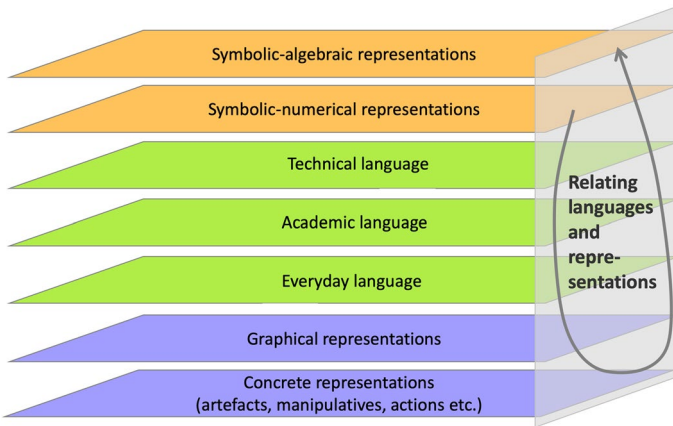 Symbolic-algebraic representations
Symbolic-numerical representations
Technical language
Academic language
Everyday language
Graphical representations
Concrete representations
(artefacts, manipulatives, actions etc.)
Relating
languages
and
repre-
sentations